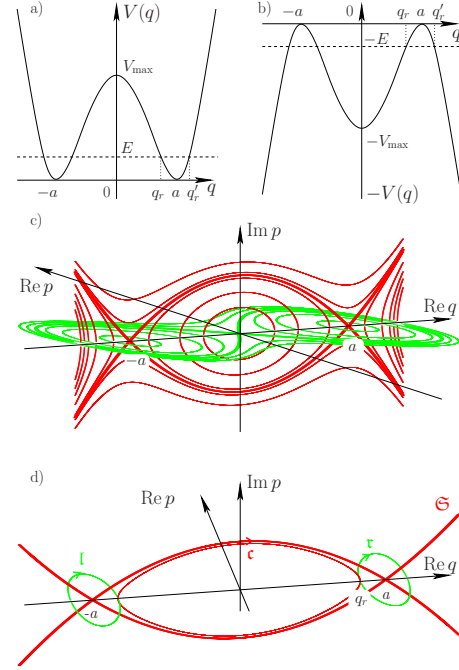 a)
V(q)
V_max
E
−a
0
q_r
a
q′_r
q
b)
−a
0
q_r
a
q′_r
q
−E
−V_max
−V(q)
c)
Im p
Re p
Re q
−a
a
d)
Im p
Re p
𝔖
𝔩
𝔠
𝔯
Re q
-a
q_r
a